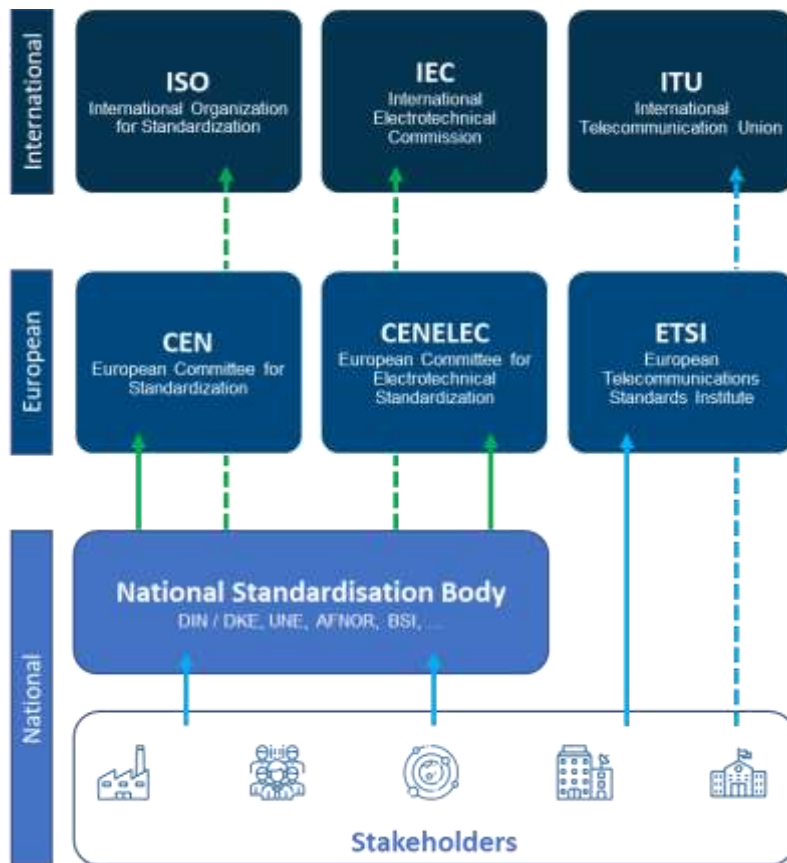 International
ISO
International Organization
for Standardization
IEC
International
Electrotechnical
Commission
ITU
International
Telecommunication Union
European
CEN
European Committee for
Standardization
CENELEC
European Committee for
Electrotechnical
Standardization
ETSI
European
Telecommunications
Standards Institute
National
National Standardisation Body
DIN / DKE, UNE, AFNOR, BSI, ...
Stakeholders